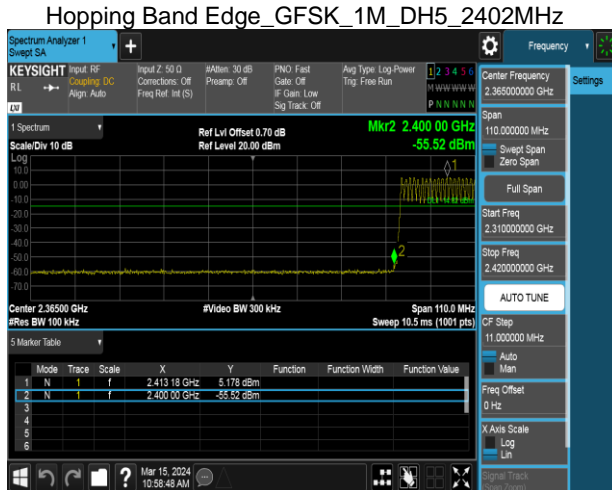 Hopping Band Edge_GFSK_1M_DH5_2402MHz
Spectrum Analyzer 1
Swept SA
+
Frequency
KEYSIGHT
RL
Input: RF
Coupling: DC
Align: Auto
Input Z: 50 Ω
Corrections: Off
Freq Ref: Int (S)
#Atten: 30 dB
Preamp: Off
PNO: Fast
Gate: Off
IF Gain: Low
Sig Track: Off
Avg Type: Log-Power
Trig: Free Run
1 2 3 4 5 6
M W W W W W
P N N N N N
LXI
1 Spectrum
Scale/Div 10 dB
Ref Lvl Offset 0.70 dB
Ref Level 20.00 dBm
Mkr2 2.400 00 GHz
-55.52 dBm
Log
10.0
0.00
-10.0
-20.0
-30.0
-40.0
-50.0
-60.0
-70.0
1
2
Center 2.36500 GHz
#Res BW 100 kHz
#Video BW 300 kHz
Span 110.0 MHz
Sweep 10.5 ms (1001 pts)
5 Marker Table
Mode Trace Scale X Y Function Function Width Function Value
1 N 1 f 2.413 18 GHz 5.178 dBm
2 N 1 f 2.400 00 GHz -55.52 dBm
3
4
5
6
Mar 15, 2024
10:58:48 AM
?
Center Frequency
2.365000000 GHz
Settings
Span
110.000000 MHz
Swept Span
Zero Span
Full Span
Start Freq
2.310000000 GHz
Stop Freq
2.420000000 GHz
AUTO TUNE
CF Step
11.000000 MHz
Auto
Man
Freq Offset
0 Hz
X Axis Scale
Log
Lin
Signal Track
(Span Zoom)